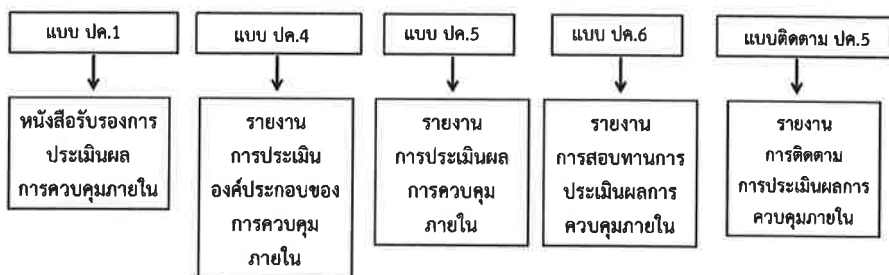 แบบ ปค.1
แบบ ปค.4
แบบ ปค.5
แบบ ปค.6
แบบติดตาม ปค.5
หนังสือรับรองการ
ประเมินผล
การควบคุมภายใน
รายงาน
การประเมิน
องค์ประกอบของ
การควบคุม
ภายใน
รายงาน
การประเมินผล
การควบคุม
ภายใน
รายงาน
การสอบทานการ
ประเมินผลการ
ควบคุมภายใน
รายงาน
การติดตาม
การประเมินผลการ
ควบคุมภายใน